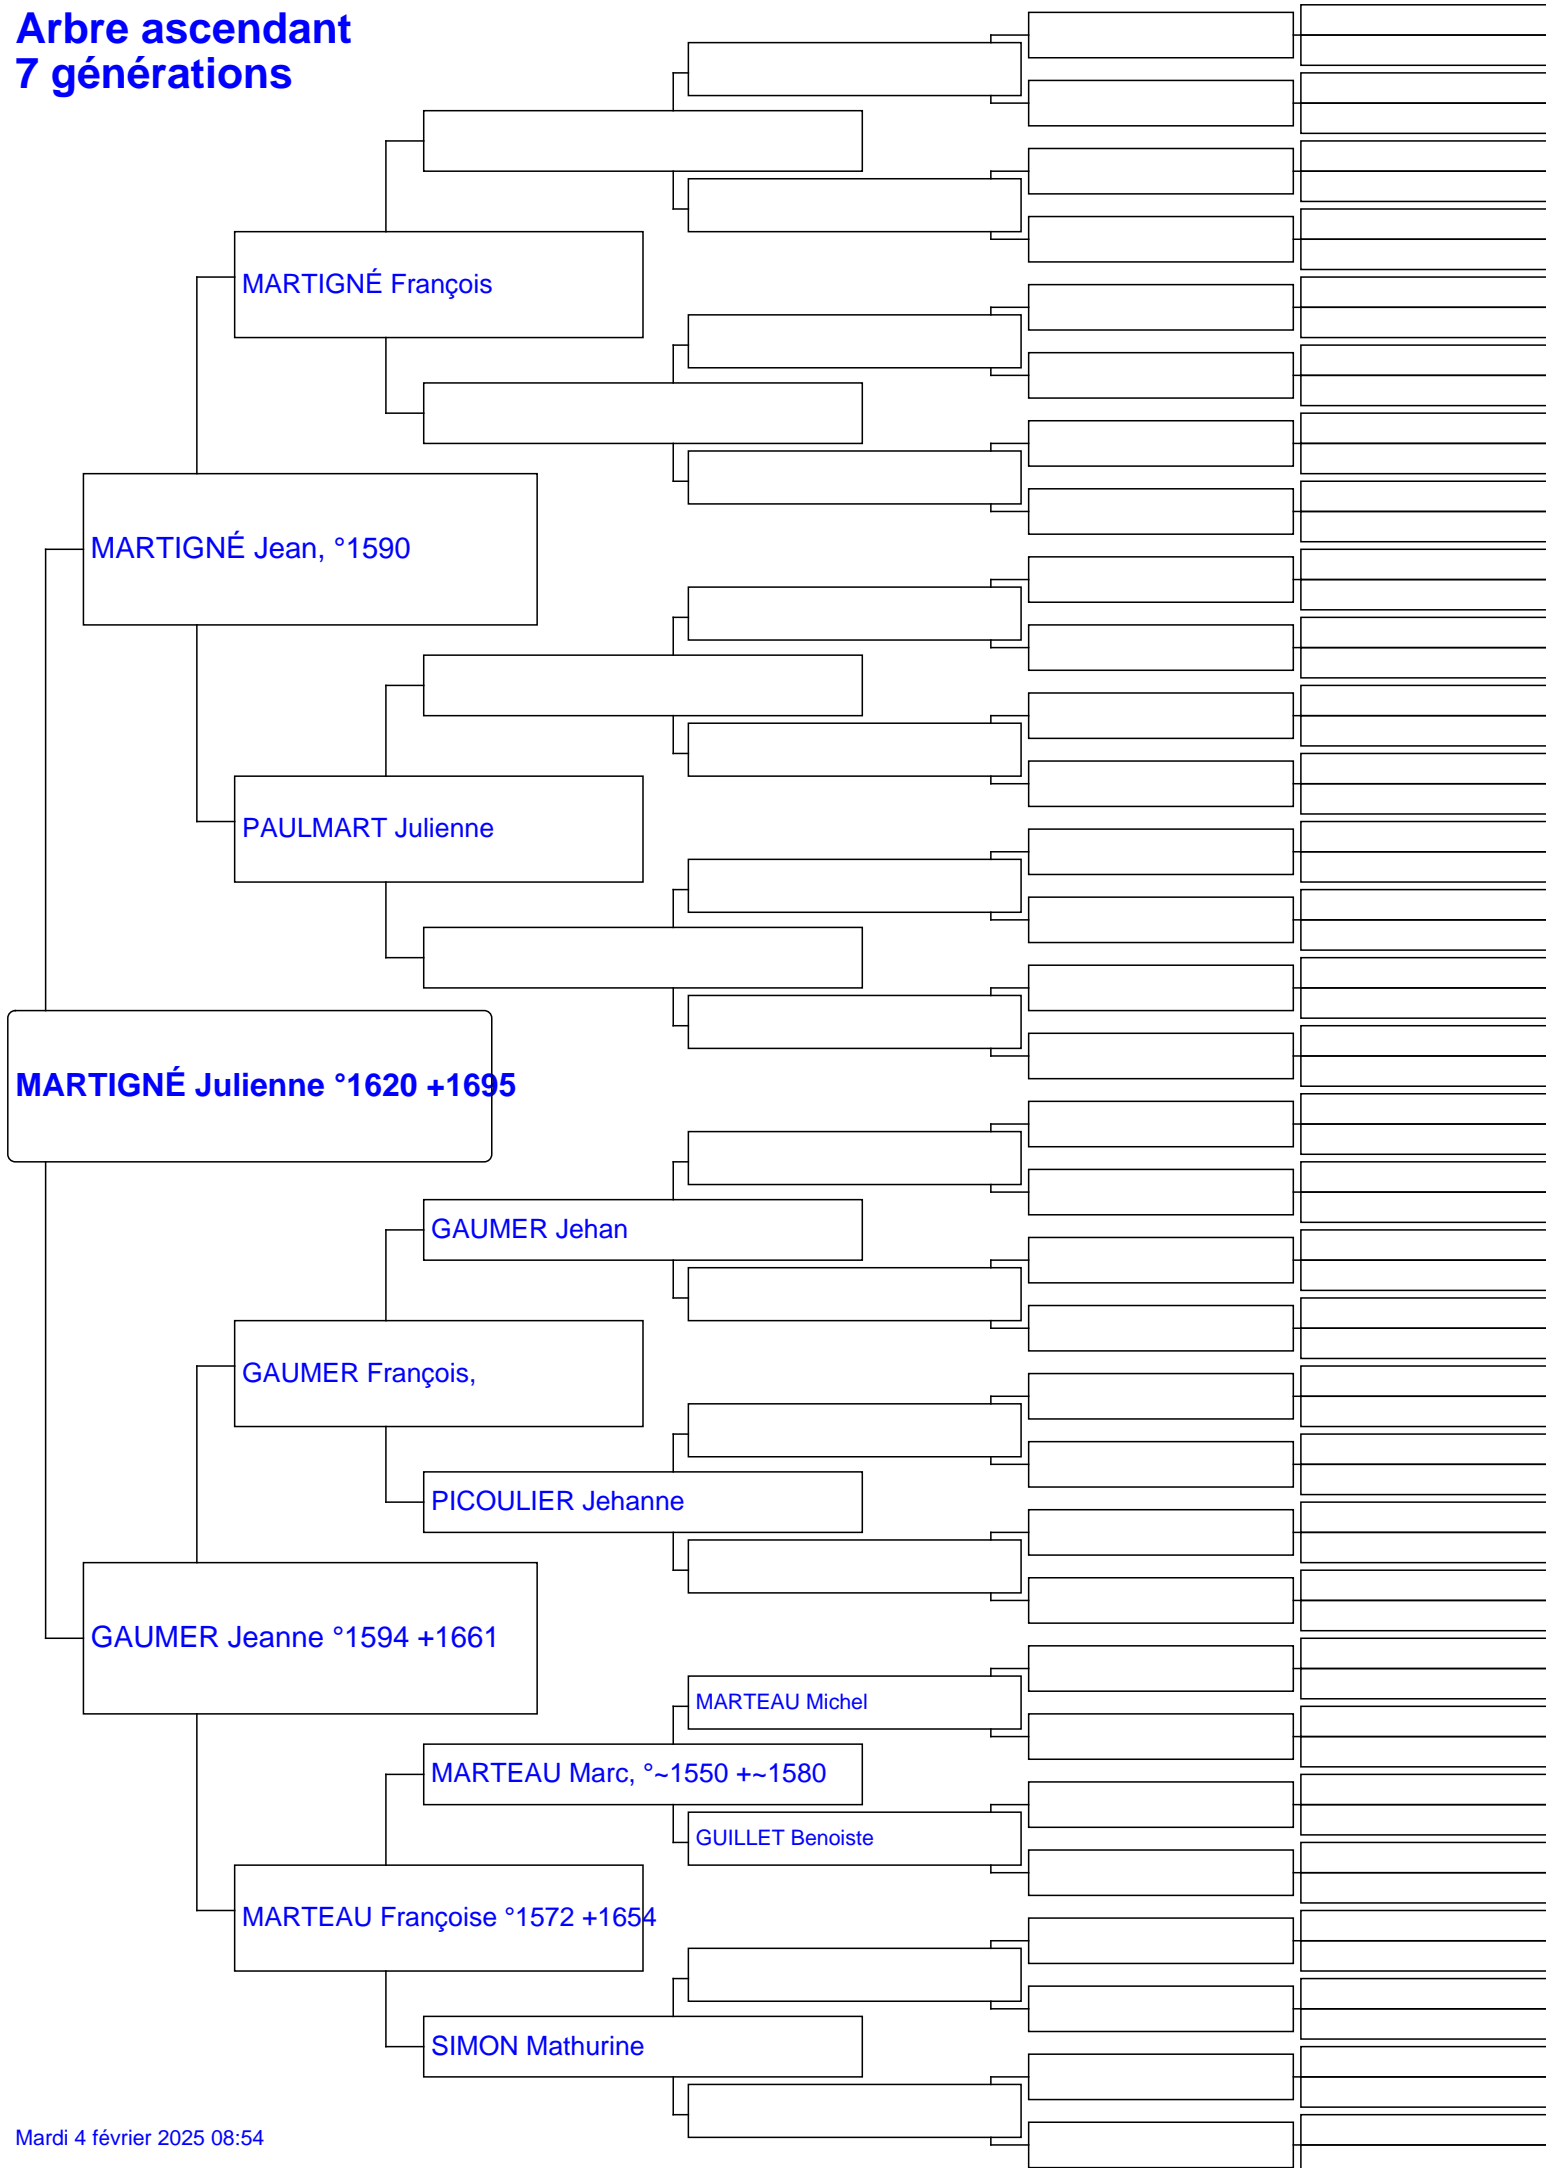 Arbre ascendant
7 générations
MARTIGNÉ François
MARTIGNÉ Jean, °1590
PAULMART Julienne
MARTIGNÉ Julienne °1620 +1695
GAUMER Jehan
GAUMER François,
PICOULIER Jehanne
GAUMER Jeanne °1594 +1661
MARTEAU Michel
MARTEAU Marc, °~1550 +~1580
GUILLET Benoiste
MARTEAU Françoise °1572 +1654
SIMON Mathurine
Mardi 4 février 2025 08:54